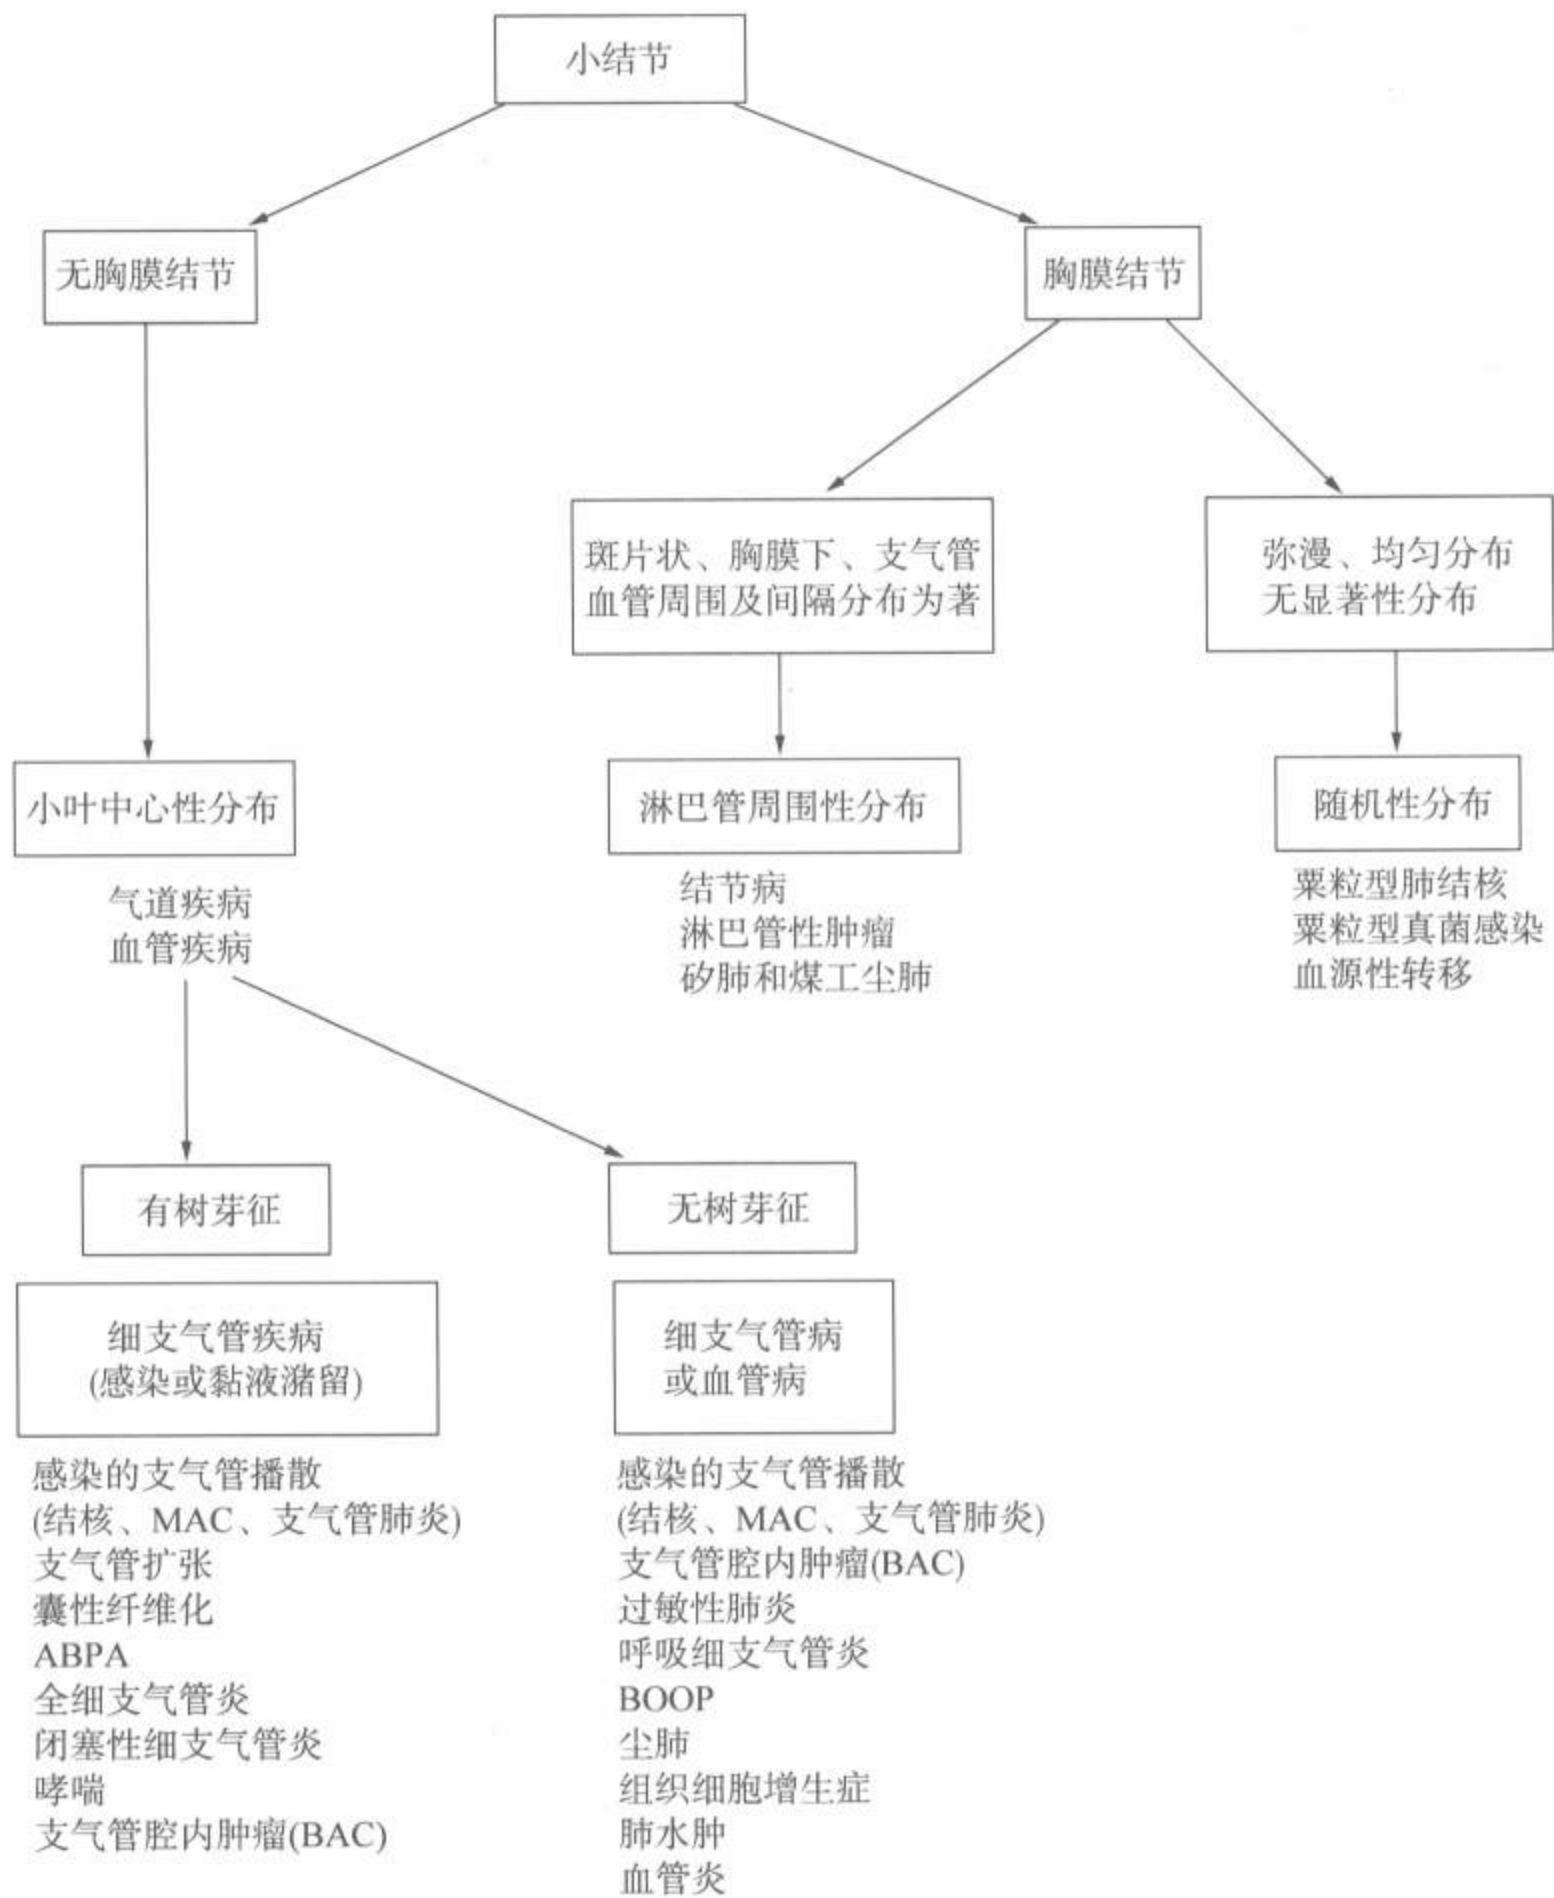 小结节
无胸膜结节
胸膜结节
斑片状、胸膜下、支气管
血管周围及间隔分布为著
弥漫、均匀分布
无显著性分布
小叶中心性分布
淋巴管周围性分布
随机性分布
气道疾病
血管疾病
结节病
淋巴管性肿瘤
矽肺和煤工尘肺
粟粒型肺结核
粟粒型真菌感染
血源性转移
有树芽征
无树芽征
细支气管疾病
(感染或黏液潴留)
细支气管病
或血管病
感染的支气管播散
(结核、MAC、支气管肺炎)
支气管扩张
囊性纤维化
ABPA
全细支气管炎
闭塞性细支气管炎
哮喘
支气管腔内肿瘤(BAC)
感染的支气管播散
(结核、MAC、支气管肺炎)
支气管腔内肿瘤(BAC)
过敏性肺炎
呼吸细支气管炎
BOOP
尘肺
组织细胞增生症
肺水肿
血管炎